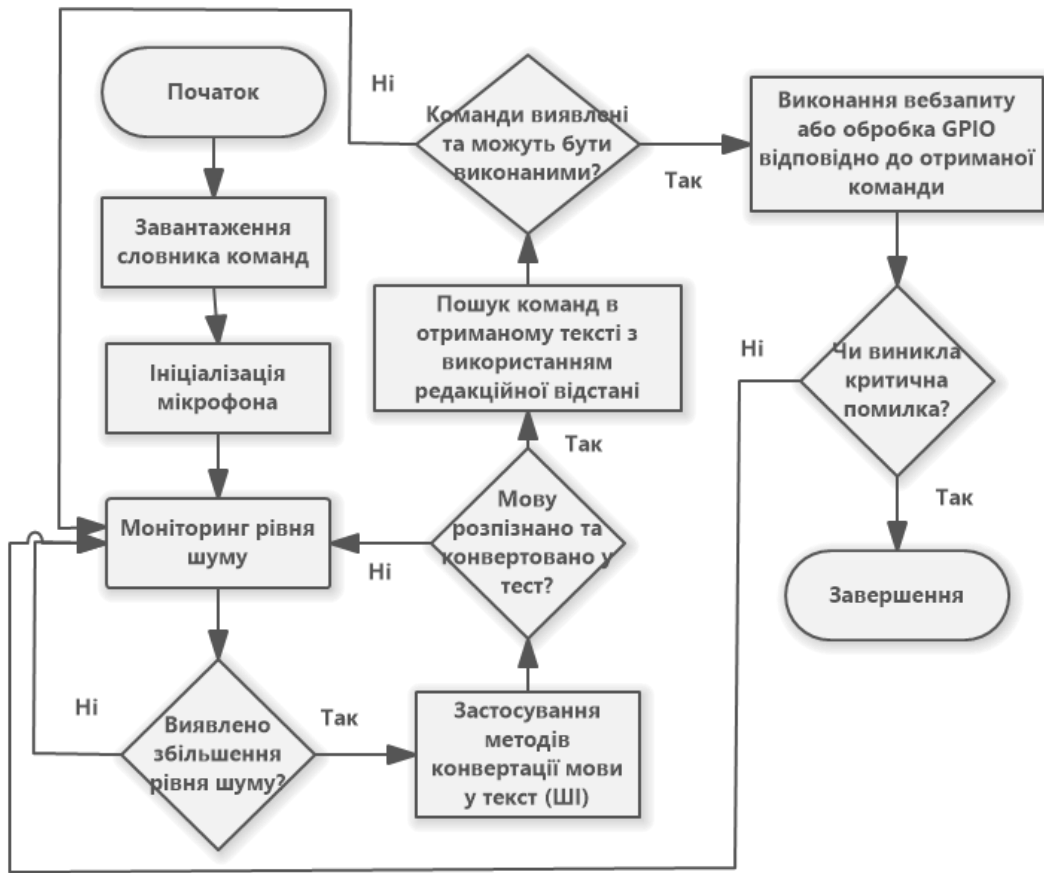 Початок
Завантаження
словника команд
Ініціалізація
мікрофона
Моніторинг рівня
шуму
Виявлено
збільшення
рівня шуму?
Ні
Так
Застосування
методів
конвертації мови
у текст (ШІ)
Мову
розпізнано та
конвертовано у
тест?
Ні
Так
Пошук команд в
отриманому тексті з
використанням
редакційної відстані
Команди виявлені
та можуть бути
виконаними?
Ні
Так
Виконання вебзапиту
або обробка GPIO
відповідно до отриманої
команди
Чи виникла
критична
помилка?
Ні
Так
Завершення